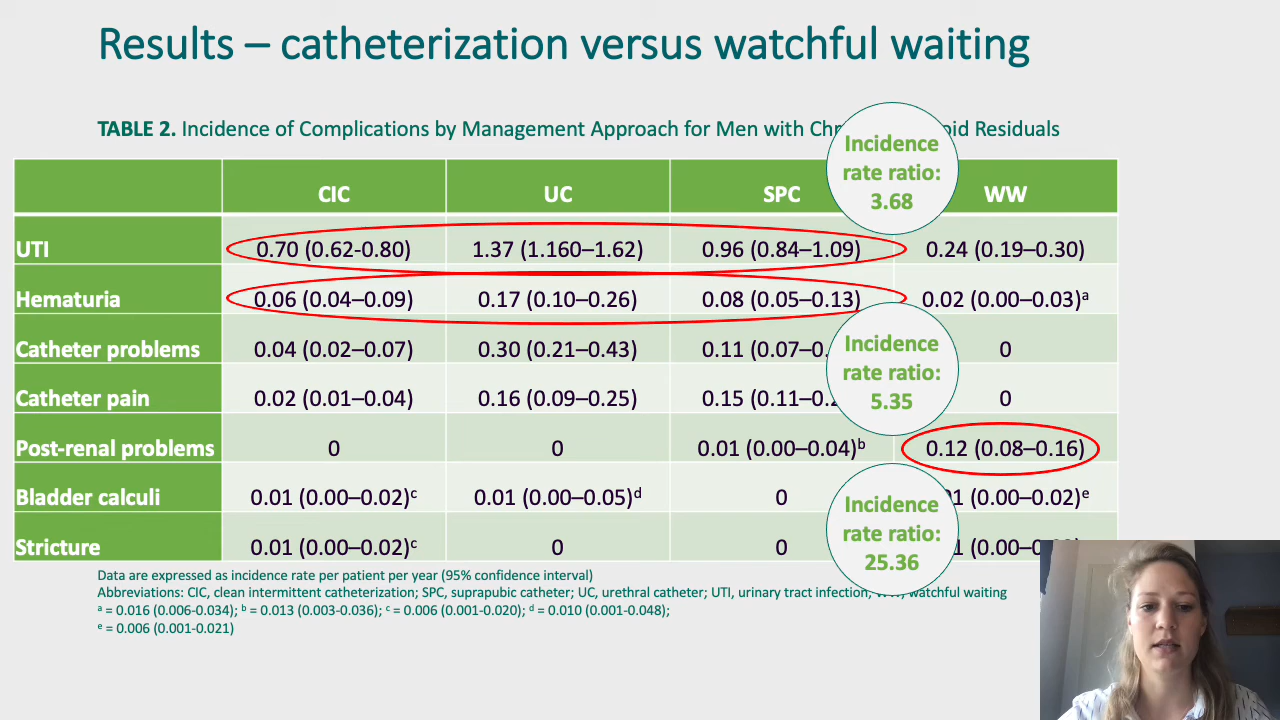 Results – catheterization versus watchful waiting
TABLE 2. Incidence of Complications by Management Approach for Men with Residuals
Incidence
rate ratio:
3.68
CIC UC SPC WW
UTI 0.70 (0.62-0.80) 1.37 (1.160–1.62) 0.96 (0.84–1.09) 0.24 (0.19–0.30)
Hematuria 0.06 (0.04–0.09) 0.17 (0.10–0.26) 0.08 (0.05–0.13) 0.02 (0.00–0.03)ᵃ
Incidence
rate ratio:
5.35
Catheter problems 0.04 (0.02–0.07) 0.30 (0.21–0.43) 0.11 (0.07–0. 0
Catheter pain 0.02 (0.01–0.04) 0.16 (0.09–0.25) 0.15 (0.11–0. 0
Post-renal problems 0 0 0.01 (0.00–0.04)ᵇ 0.12 (0.08–0.16)
Incidence
rate ratio:
25.36
Bladder calculi 0.01 (0.00–0.02)ᶜ 0.01 (0.00–0.05)ᵈ 0 1 (0.00–0.02)ᵉ
Stricture 0.01 (0.00–0.02)ᶜ 0 0 1 (0.00–0.
Data are expressed as incidence rate per patient per year (95% confidence interval)
Abbreviations: CIC, clean intermittent catheterization; SPC, suprapubic catheter; UC, urethral catheter; UTI, urinary tract infection, watchful waiting
ᵃ = 0.016 (0.006-0.034); ᵇ = 0.013 (0.003-0.036); ᶜ = 0.006 (0.001-0.020); ᵈ = 0.010 (0.001-0.048);
ᵉ = 0.006 (0.001-0.021)